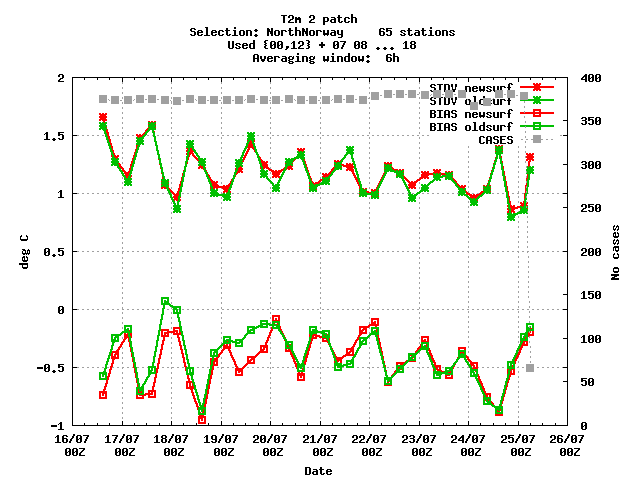 T2m 2 patch
Selection: NorthNorway 65 stations
Used {00,12} + 07 08 ... 18
Averaging window: 6h
STDV newsurf
STDV oldsurf
BIAS newsurf
BIAS oldsurf
CASES
2
1.5
1
0.5
0
-0.5
-1
deg C
400
350
300
250
200
150
100
50
0
No cases
16/07 17/07 18/07 19/07 20/07 21/07 22/07 23/07 24/07 25/07 26/07
00Z 00Z 00Z 00Z 00Z 00Z 00Z 00Z 00Z 00Z 00Z
Date